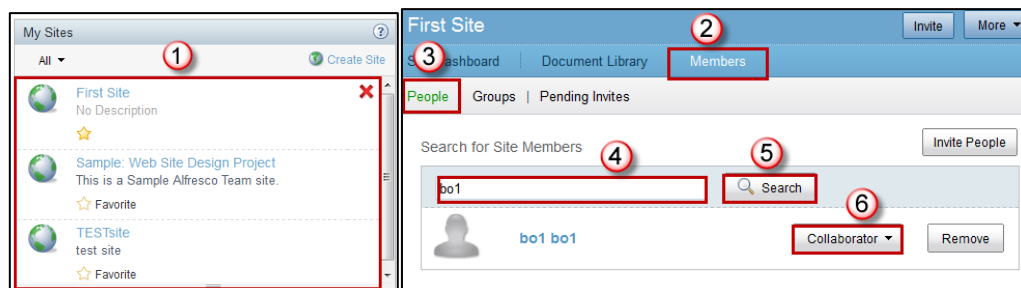 My Sites ?
All
1
Create Site
First Site
No Description
Sample: Web Site Design Project
This is a Sample Alfresco Team site.
Favorite
TESTsite
test site
Favorite
First Site
2
Invite
More
3
ashboard
Document Library
Members
People
Groups | Pending Invites
Search for Site Members
4
5
Invite People
bo1
Search
6
bo1 bo1
Collaborator
Remove